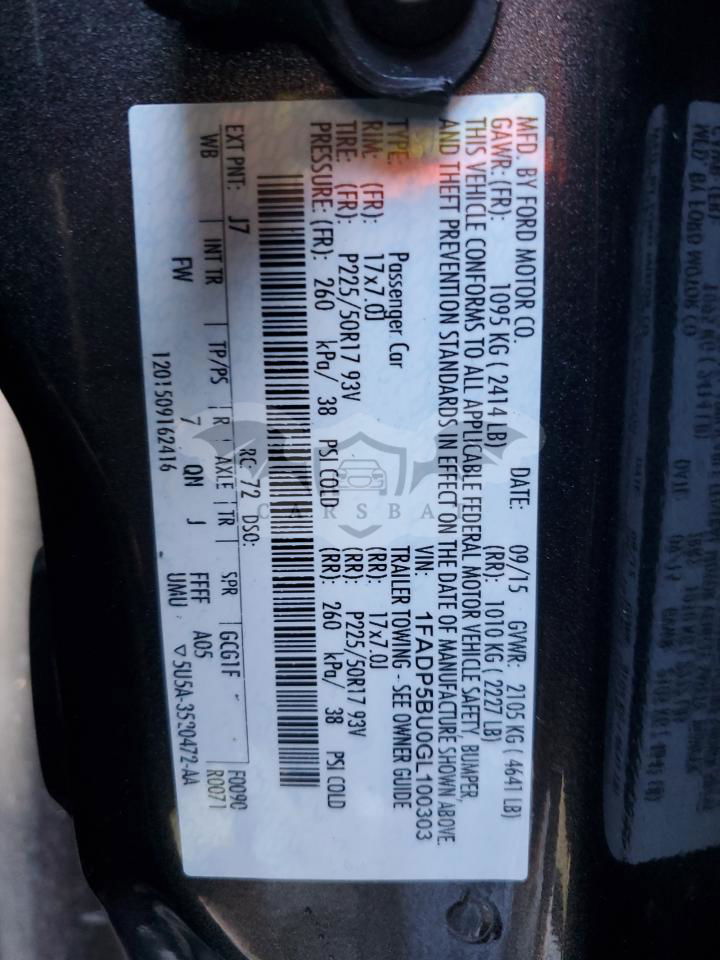 MFD. BY FORD MOTOR CO.
DATE: 09/15 GVWR: 2105 KG ( 4641 LB)
GAWR: (FR): 1095 KG ( 2414 LB) (RR): 1010 KG ( 2227 LB)
THIS VEHICLE CONFORMS TO ALL APPLICABLE FEDERAL MOTOR VEHICLE SAFETY, BUMPER,
AND THEFT PREVENTION STANDARDS IN EFFECT ON THE DATE OF MANUFACTURE SHOWN ABOVE.
VIN: 1FADP5BU0GL100303
TYPE: Passenger Car TRAILER TOWING - SEE OWNER GUIDE
RIM: (FR): 17x7.0J (RR): 17x7.0J
TIRE: (FR): P225/50R17 93V (RR): P225/50R17 93V
PRESSURE: (FR): 260 kPa/ 38 PSI COLD (RR): 260 kPa/ 38 PSI COLD
EXT PNT: J7 RC: 72 DSO: F0090
WB INT TR TP/PS R AXLE TR SPR GCG1F R0071
FW 7 QN J FFFF A05
1201509162416 UMU ▽5U5A-3520472-AA
CARSBAT